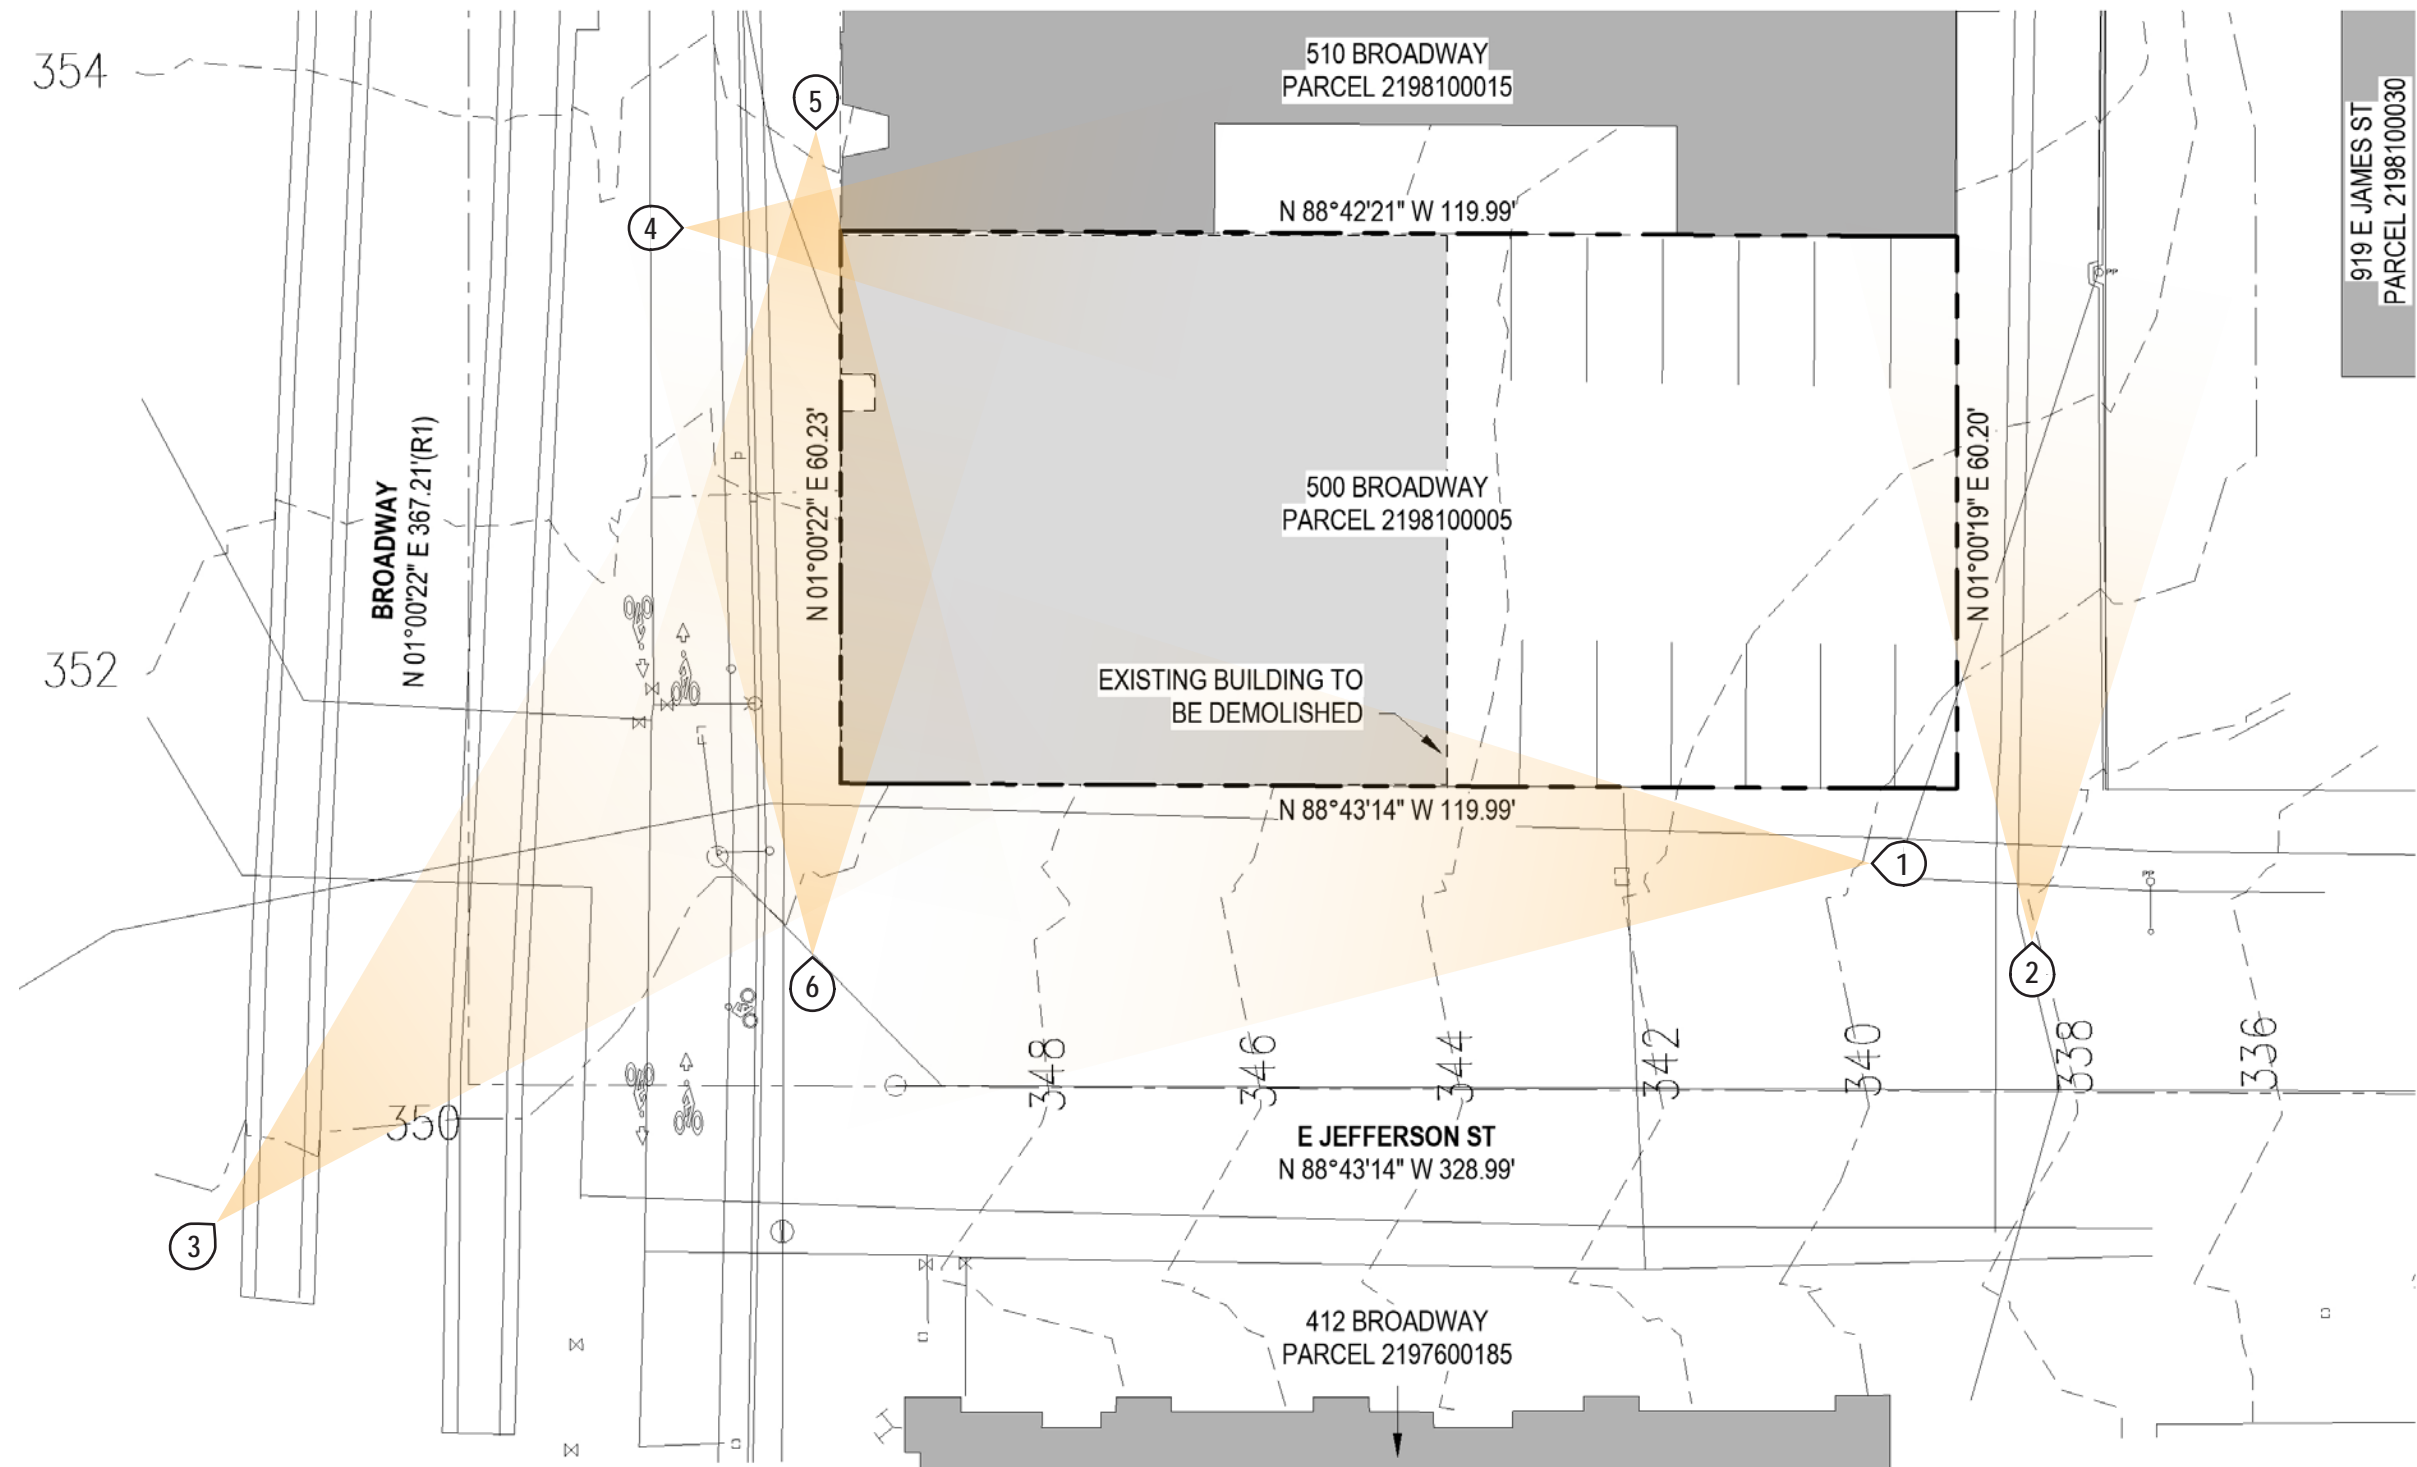 354
510 BROADWAY
PARCEL 2198100015
5
919 E JAMES ST
PARCEL 2198100030
4
N 88°42'21" W 119.99'
PP
BROADWAY
N 01°00'22" E 367.21'(R1)
N 01°00'22" E 60.23'
500 BROADWAY
PARCEL 2198100005
N 01°00'19" E 60.20'
352
EXISTING BUILDING TO
BE DEMOLISHED
N 88°43'14" W 119.99'
1
PP
6
2
348
346
344
342
340
338
336
350
E JEFFERSON ST
N 88°43'14" W 328.99'
3
412 BROADWAY
PARCEL 2197600185